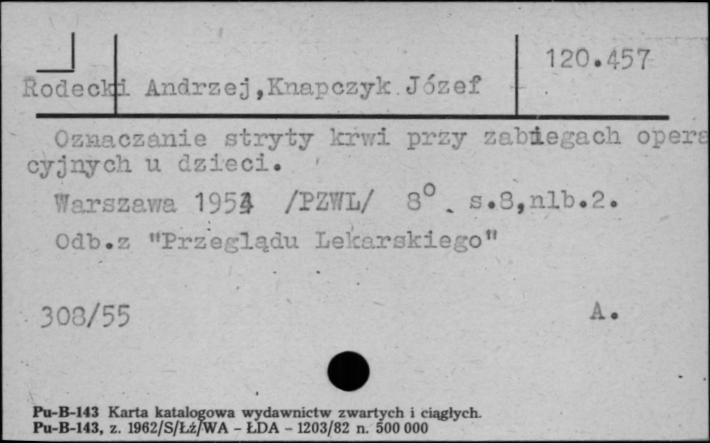 120.457
Rodecki Andrzej,Knapczyk Józef
Oznaczanie stryty krwi przy zabiegach opera
cyjnych u dzieci.
Warszawa 1954 /PZWL/ 8° . s.8,nlb.2.
Odb.z "Przeglądu Lekarskiego"
308/55 A.
Pu-B-143 Karta katalogowa wydawnictw zwartych i ciągłych.
Pu-B-143, z. 1962/S/Łź/WA - ŁDA - 1203/82 n. 500 000